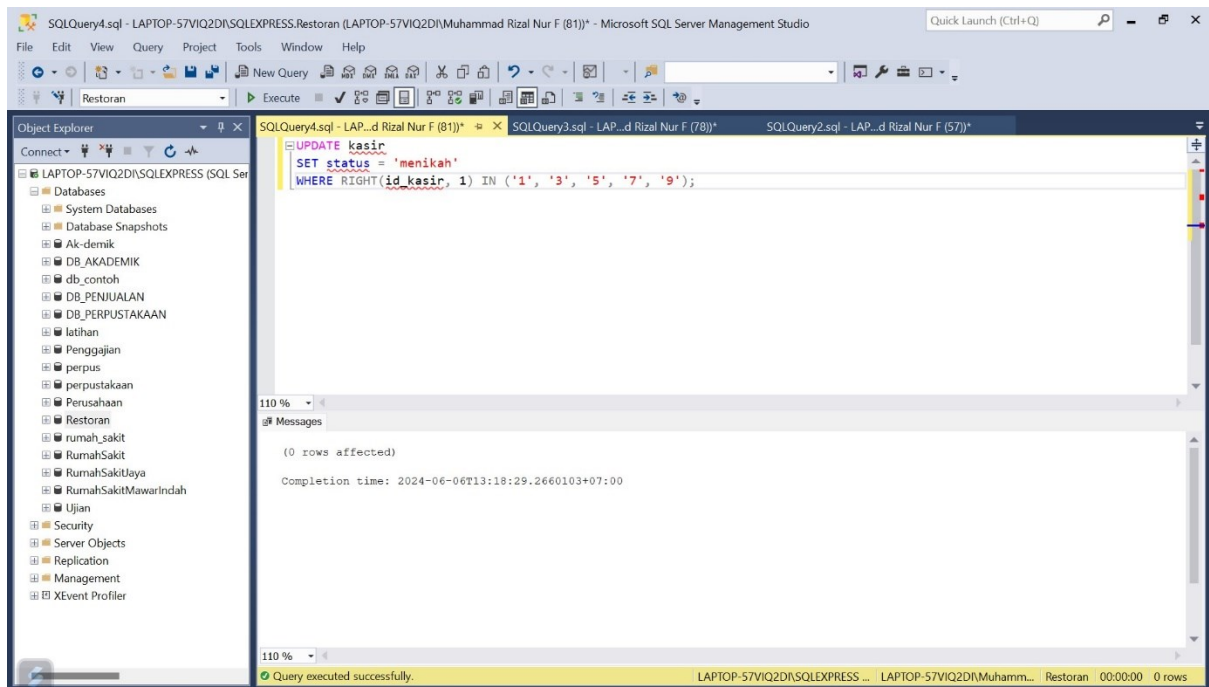 SQLQuery4.sql - LAPTOP-57VIQ2DI\SQLEXPRESS.Restoran (LAPTOP-57VIQ2DI\Muhammad Rizal Nur F (81))* - Microsoft SQL Server Management Studio
Quick Launch (Ctrl+Q)
File Edit View Query Project Tools Window Help
New Query
Restoran
Execute
Object Explorer
SQLQuery4.sql - LAP...d Rizal Nur F (81))* SQLQuery3.sql - LAP...d Rizal Nur F (78))* SQLQuery2.sql - LAP...d Rizal Nur F (57))*
Connect
LAPTOP-57VIQ2DI\SQLEXPRESS (SQL Ser
Databases
System Databases
Database Snapshots
Ak-demik
DB_AKADEMIK
db_contoh
DB_PENJUALAN
DB_PERPUSTAKAAN
latihan
Penggajian
perpus
perpustakaan
Perusahaan
Restoran
rumah_sakit
RumahSakit
RumahSakitJaya
RumahSakitMawarIndah
Ujian
Security
Server Objects
Replication
Management
XEvent Profiler
UPDATE kasir
SET status = 'menikah'
WHERE RIGHT(id_kasir, 1) IN ('1', '3', '5', '7', '9');
110 %
Messages
(0 rows affected)
Completion time: 2024-06-06T13:18:29.2660103+07:00
110 %
Query executed successfully.
LAPTOP-57VIQ2DI\SQLEXPRESS ... LAPTOP-57VIQ2DI\Muhamm... Restoran 00:00:00 0 rows